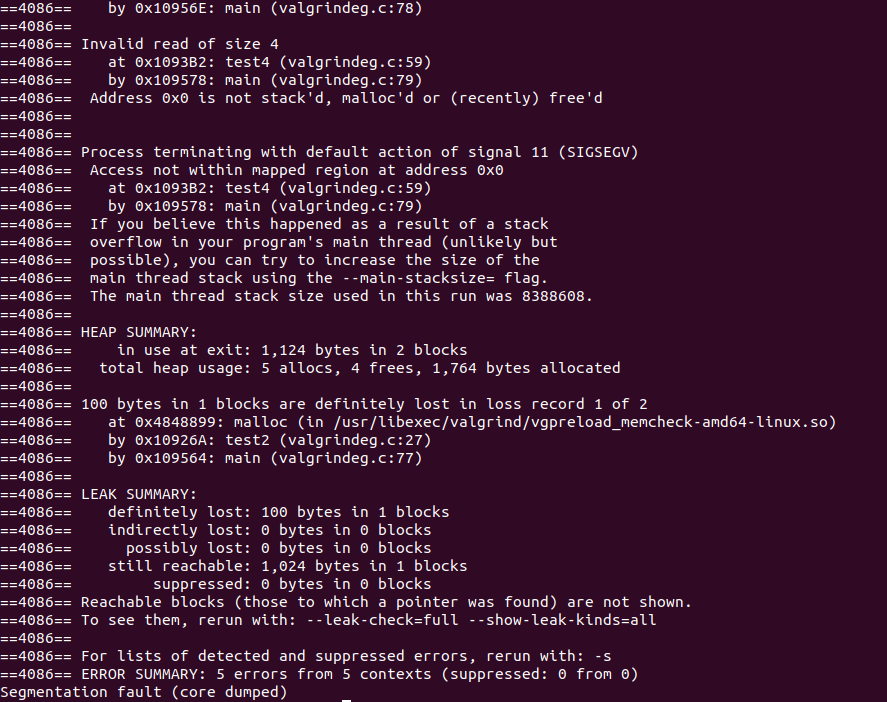 ==4086==    by 0x10956E: main (valgrindeg.c:78)
==4086==
==4086== Invalid read of size 4
==4086==    at 0x1093B2: test4 (valgrindeg.c:59)
==4086==    by 0x109578: main (valgrindeg.c:79)
==4086==  Address 0x0 is not stack'd, malloc'd or (recently) free'd
==4086==
==4086==
==4086== Process terminating with default action of signal 11 (SIGSEGV)
==4086==  Access not within mapped region at address 0x0
==4086==    at 0x1093B2: test4 (valgrindeg.c:59)
==4086==    by 0x109578: main (valgrindeg.c:79)
==4086==  If you believe this happened as a result of a stack
==4086==  overflow in your program's main thread (unlikely but
==4086==  possible), you can try to increase the size of the
==4086==  main thread stack using the --main-stacksize= flag.
==4086==  The main thread stack size used in this run was 8388608.
==4086==
==4086== HEAP SUMMARY:
==4086==     in use at exit: 1,124 bytes in 2 blocks
==4086==   total heap usage: 5 allocs, 4 frees, 1,764 bytes allocated
==4086==
==4086== 100 bytes in 1 blocks are definitely lost in loss record 1 of 2
==4086==    at 0x4848899: malloc (in /usr/libexec/valgrind/vgpreload_memcheck-amd64-linux.so)
==4086==    by 0x10926A: test2 (valgrindeg.c:27)
==4086==    by 0x109564: main (valgrindeg.c:77)
==4086==
==4086== LEAK SUMMARY:
==4086==    definitely lost: 100 bytes in 1 blocks
==4086==    indirectly lost: 0 bytes in 0 blocks
==4086==      possibly lost: 0 bytes in 0 blocks
==4086==    still reachable: 1,024 bytes in 1 blocks
==4086==         suppressed: 0 bytes in 0 blocks
==4086== Reachable blocks (those to which a pointer was found) are not shown.
==4086== To see them, rerun with: --leak-check=full --show-leak-kinds=all
==4086==
==4086== For lists of detected and suppressed errors, rerun with: -s
==4086== ERROR SUMMARY: 5 errors from 5 contexts (suppressed: 0 from 0)
Segmentation fault (core dumped)